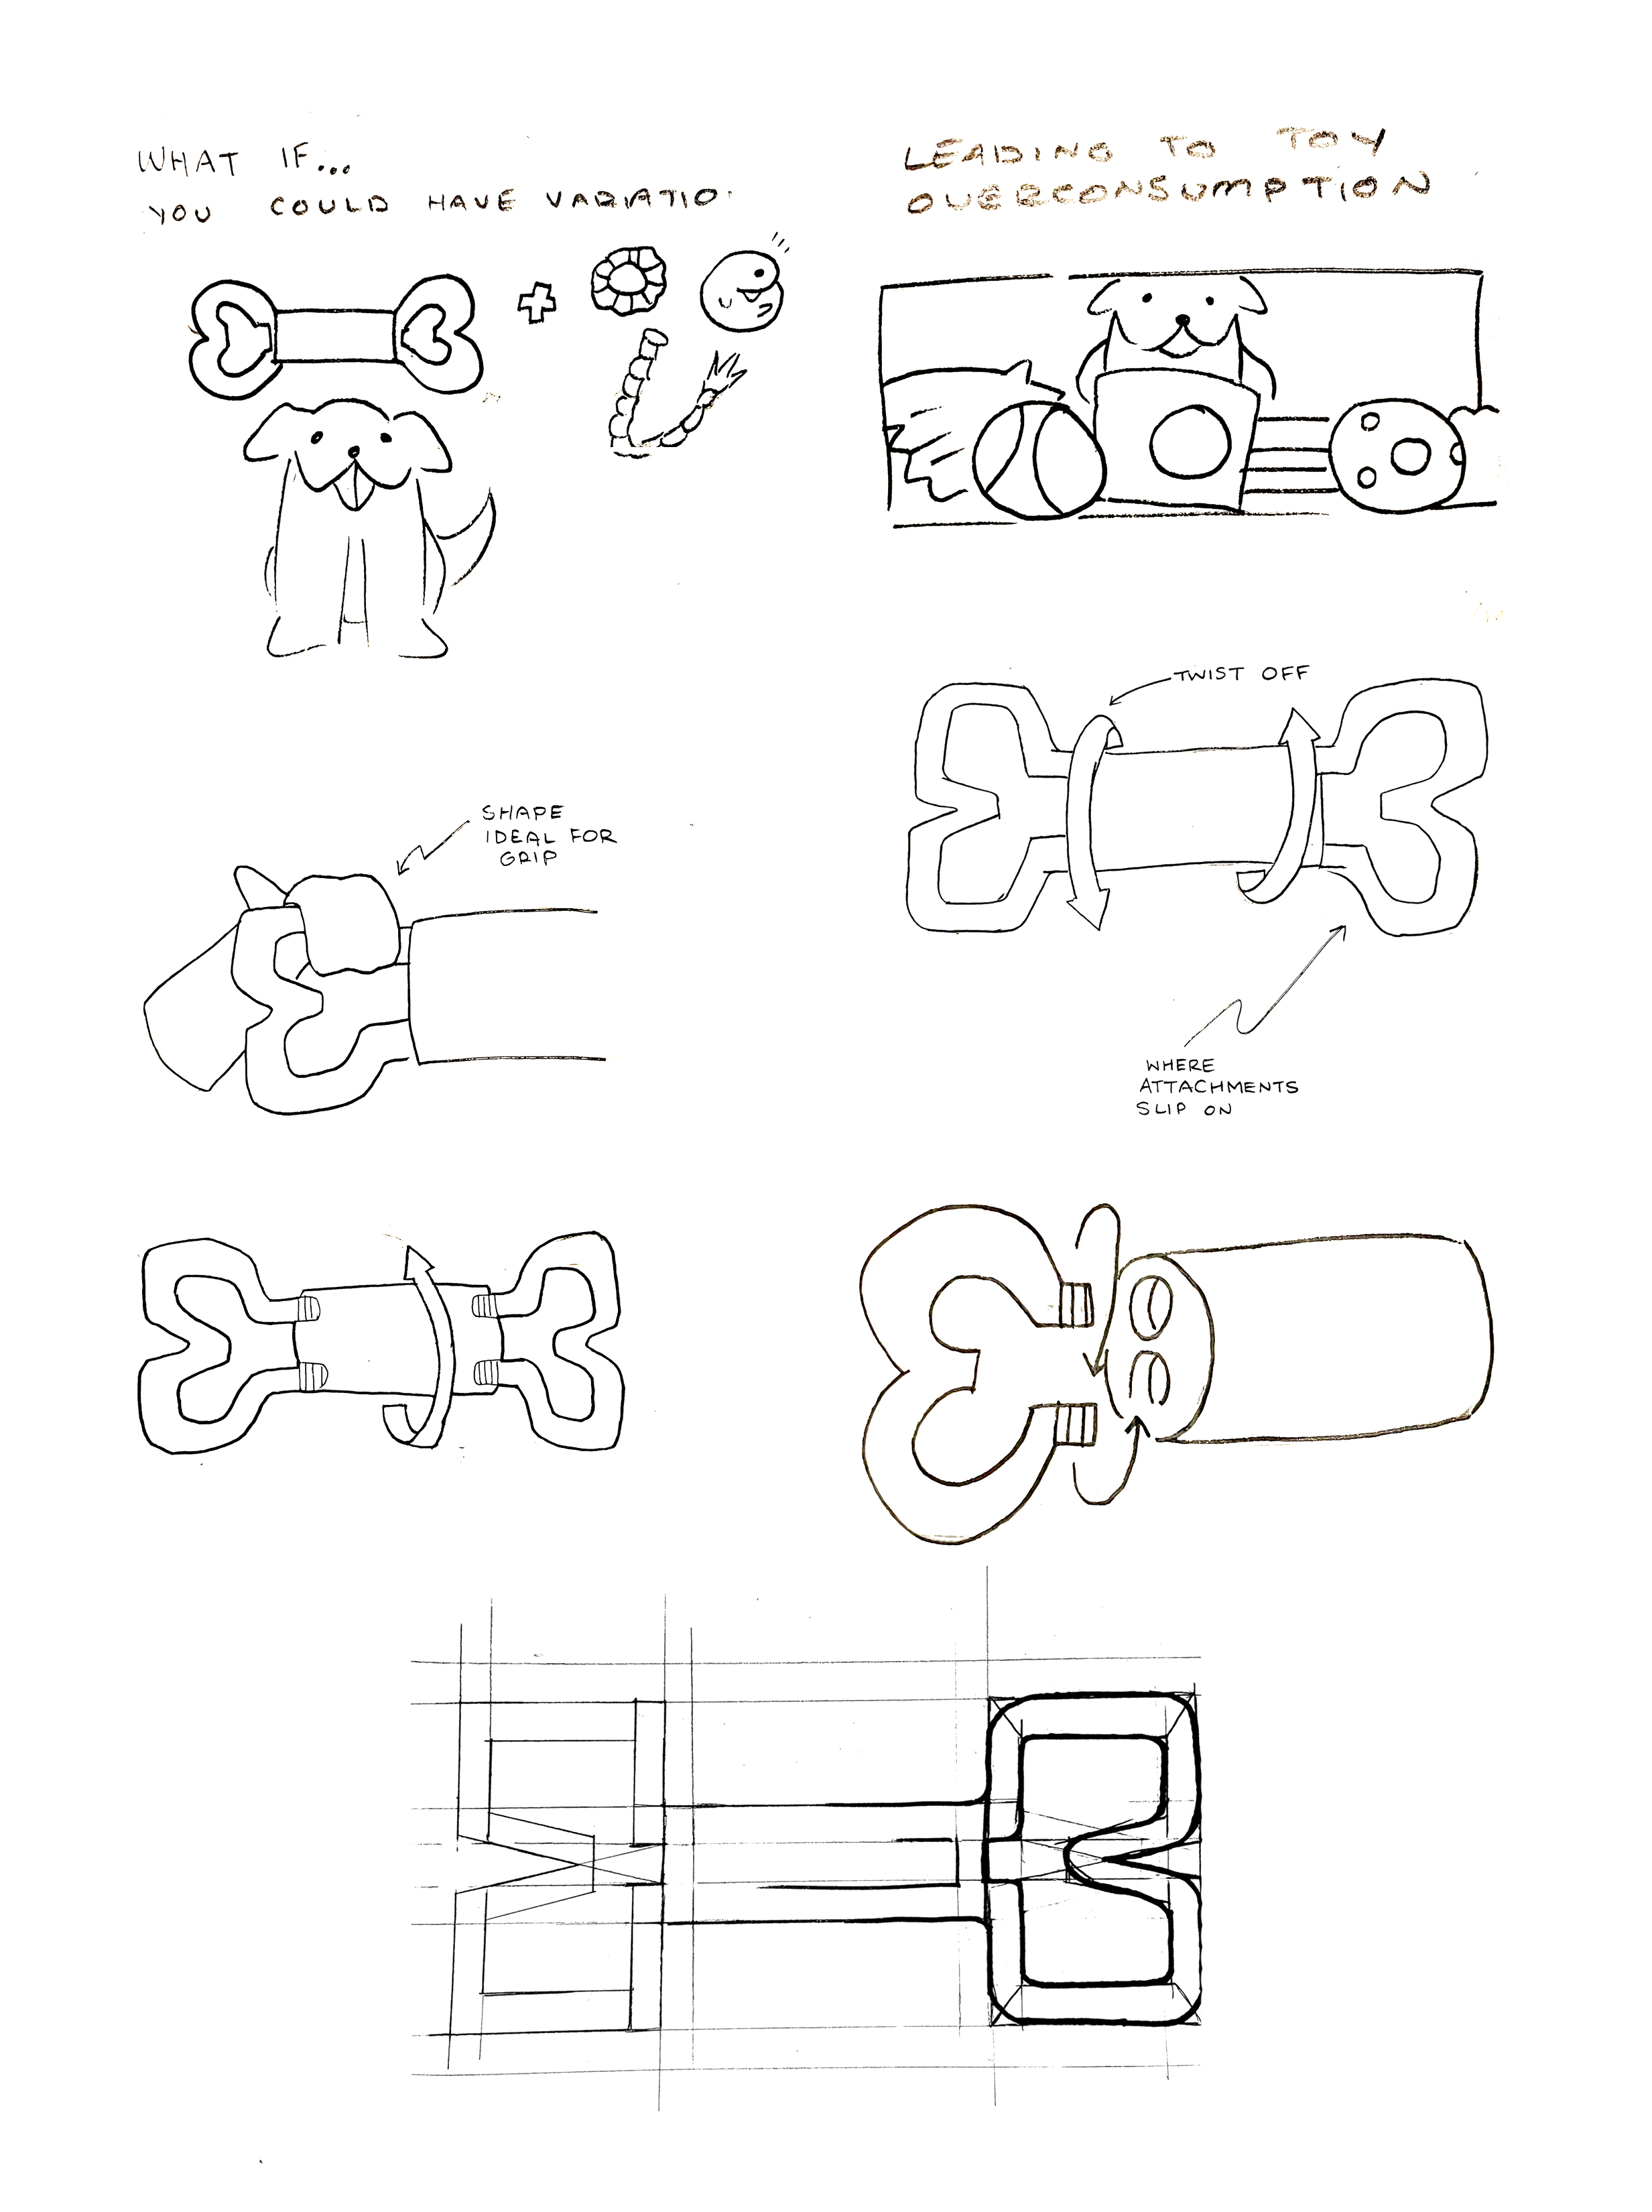 WHAT IF...
YOU COULD HAVE VARIATIO
LEADING TO TOY
OVERCONSUMPTION
TWIST OFF
SHAPE
IDEAL FOR
GRIP
WHERE
ATTACHMENTS
SLIP ON